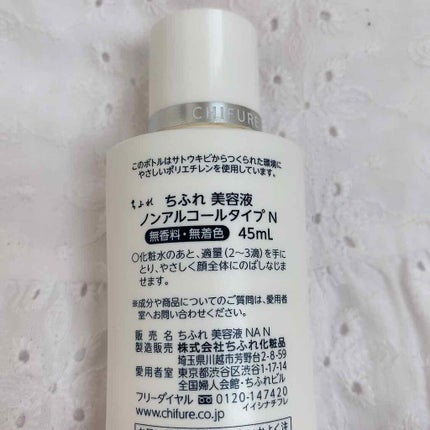 CHIFURE
このボトルはサトウキビからつくられた環境に
やさしいポリエチレンを使用しています。
ちふれ ちふれ 美容液
ノンアルコールタイプ N
無香料・無着色 45mL
○化粧水のあと、適量(2〜3滴)を手に
とり、やさしく顔全体にのばしなじま
せます。
※成分や商品についてのご質問は、愛用者
室へお問い合わせください。
販売名 ちふれ 美容液 NA N
製造販売 株式会社ちふれ化粧品
埼玉県川越市芳野台2-8-59
愛用者室 東京都渋谷区渋谷1-17-14
全国婦人会館・ちふれビル
フリーダイヤル 0120-147420
www.chifure.co.jp イイシナチフレ